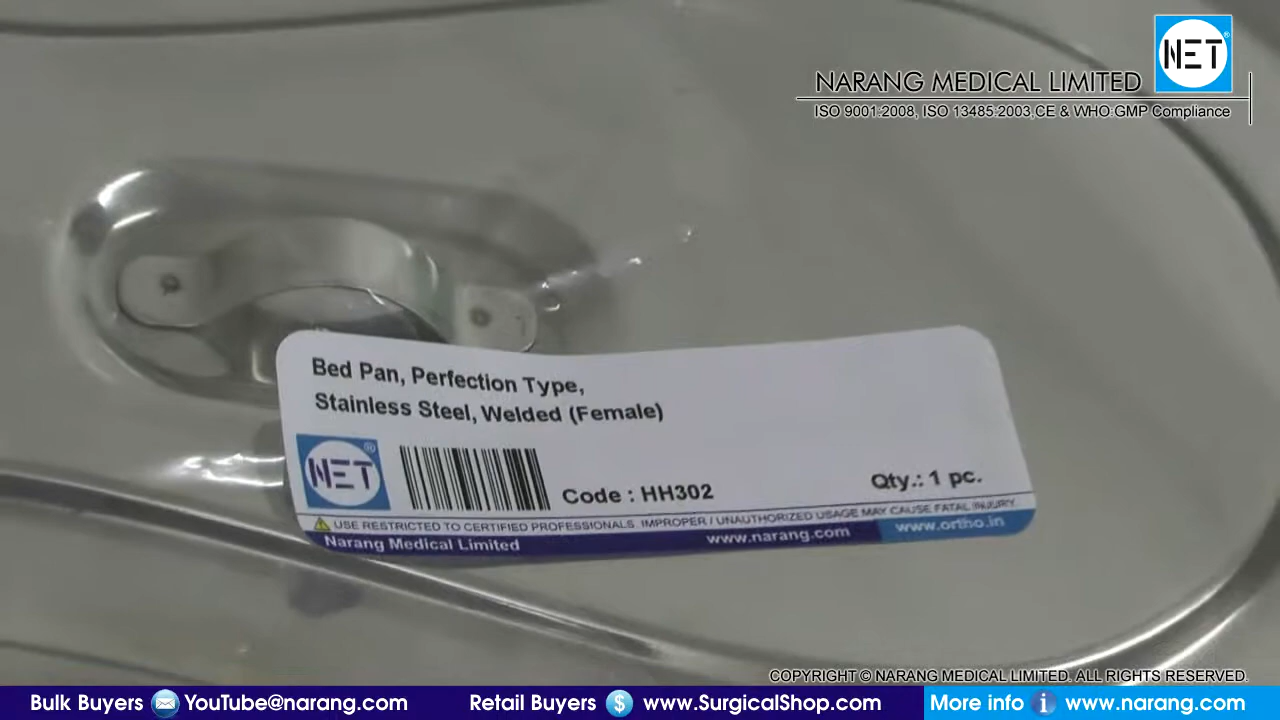 NET®
NARANG MEDICAL LIMITED
ISO 9001:2008, ISO 13485:2003,CE & WHO:GMP Compliance
Bed Pan, Perfection Type,
Stainless Steel, Welded (Female)
NET®
Code : HH302
Qty.: 1 pc.
USE RESTRICTED TO CERTIFIED PROFESSIONALS. IMPROPER / UNAUTHORIZED USAGE MAY CAUSE FATAL INJURY.
Narang Medical Limited www.narang.com www.ortho.in
COPYRIGHT © NARANG MEDICAL LIMITED. ALL RIGHTS RESERVED.
Bulk Buyers YouTube@narang.com Retail Buyers $ www.SurgicalShop.com More info i www.narang.com